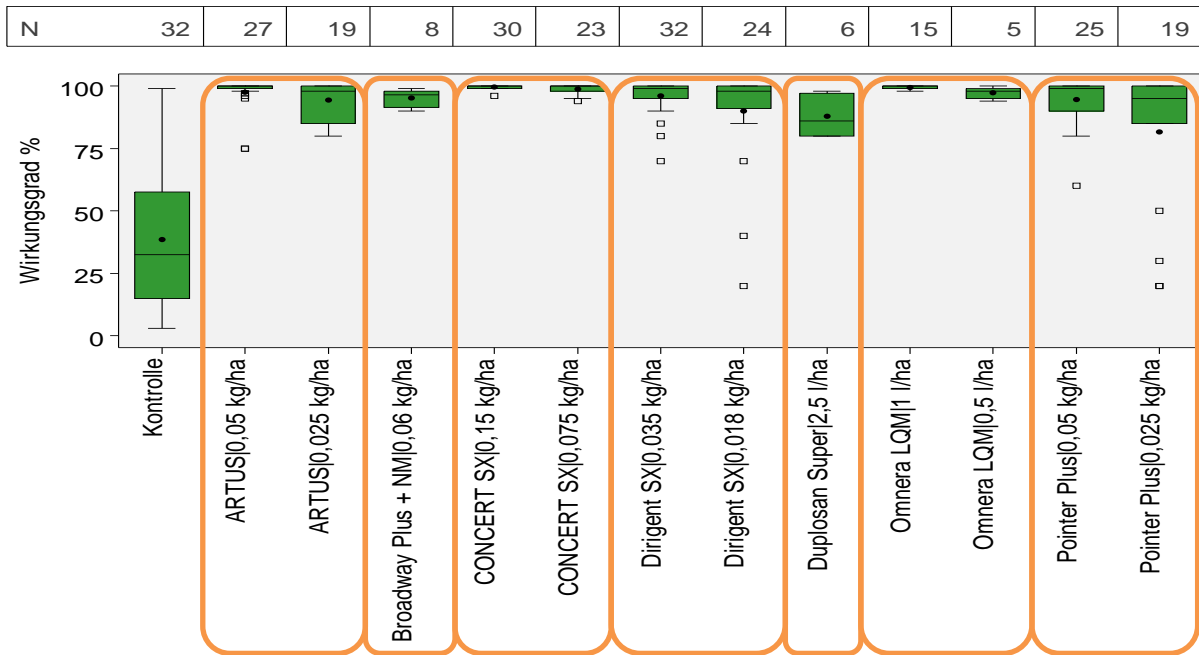 N 32 27 19 8 30 23 32 24 6 15 5 25 19
Wirkungsgrad %
100
75
50
25
0
Kontrolle
ARTUS|0,05 kg/ha
ARTUS|0,025 kg/ha
Broadway Plus + NM|0,06 kg/ha
CONCERT SX|0,15 kg/ha
CONCERT SX|0,075 kg/ha
Dirigent SX|0,035 kg/ha
Dirigent SX|0,018 kg/ha
Duplosan Super|2,5 l/ha
Omnera LQM|1 l/ha
Omnera LQM|0,5 l/ha
Pointer Plus|0,05 kg/ha
Pointer Plus|0,025 kg/ha